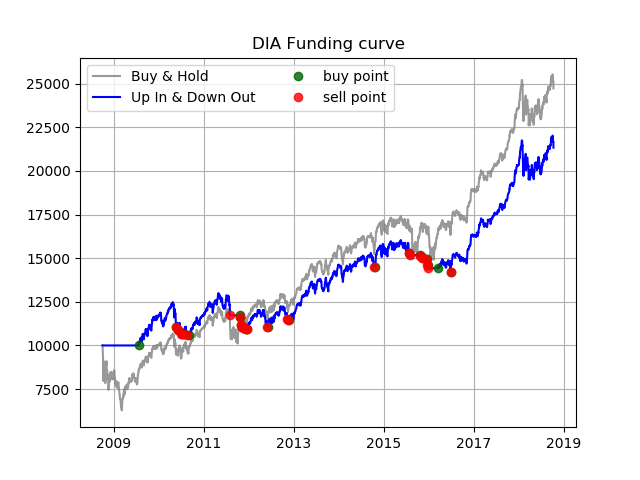 DIA Funding curve
Buy & Hold
Up In & Down Out
buy point
sell point
25000
22500
20000
17500
15000
12500
10000
7500
2009 2011 2013 2015 2017 2019